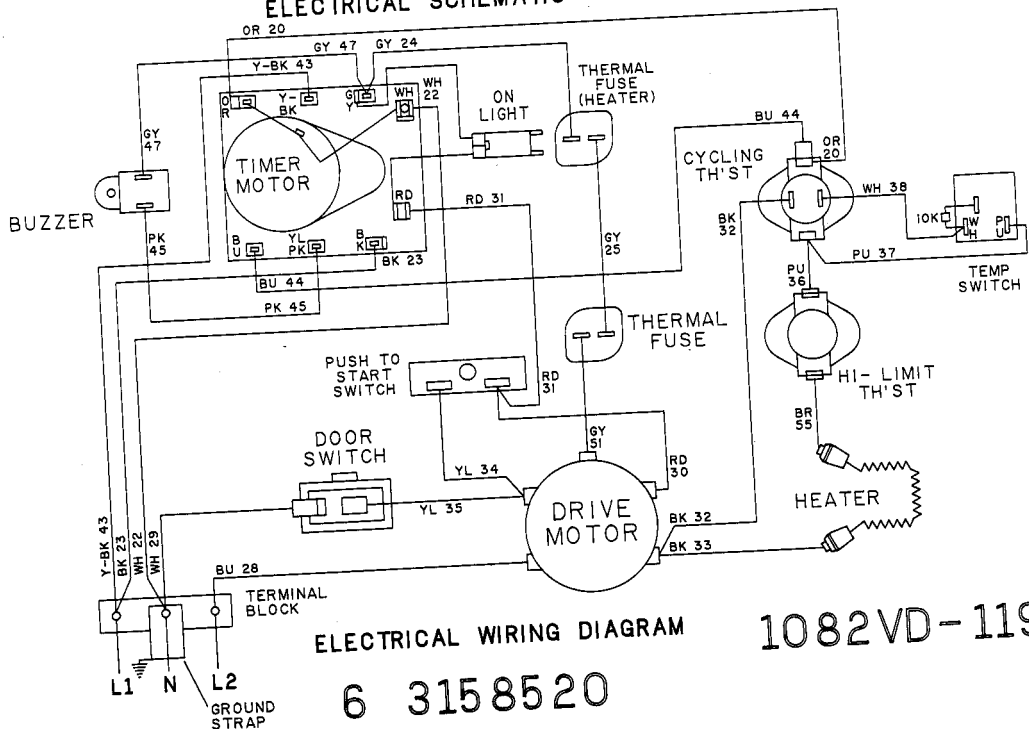 ELECTRICAL SCHEMATIC
OR 20
GY 47
GY 24
Y-BK 43
WH
22
O
R
Y-
BK
G
Y
WH
ON
LIGHT
THERMAL
FUSE
(HEATER)
BU 44
OR
20
CYCLING
TH'ST
GY
47
TIMER
MOTOR
BUZZER
RD
RD 31
BK
32
WH 38
10K
W
H
P
U
PK
45
B
U
YL
PK
B
K
BK 23
GY
25
PU 37
TEMP
SWITCH
BU 44
PU
36
PK 45
THERMAL
FUSE
PUSH TO
START
SWITCH
RD
31
HI-LIMIT
TH'ST
BR
55
DOOR
SWITCH
GY
51
RD
30
YL 34
HEATER
YL 35
DRIVE
MOTOR
BK 32
BK 33
Y-BK 43
BK 23
WH 22
WH 29
BU 28
TERMINAL
BLOCK
ELECTRICAL WIRING DIAGRAM
1082VD-119
L1
N
L2
GROUND
STRAP
6 3158520